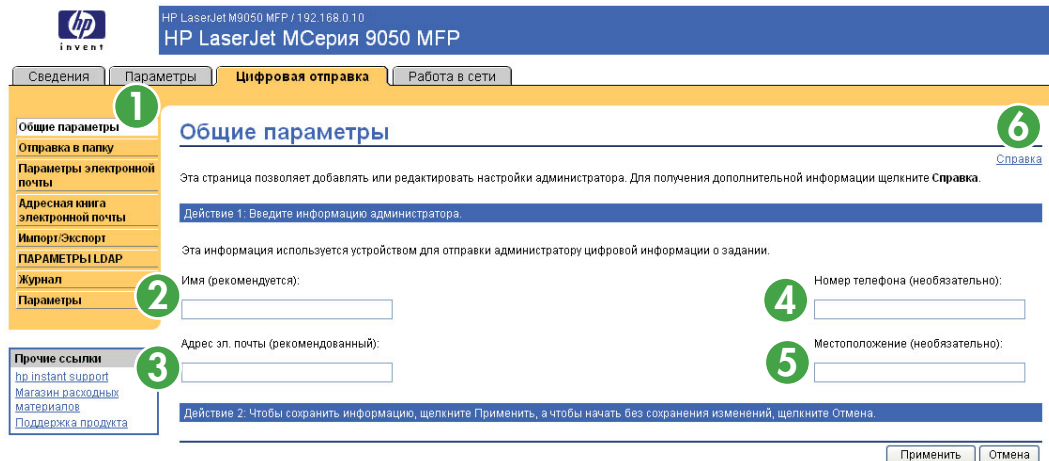 hp
invent
HP LaserJet M9050 MFP / 192.168.0.10
HP LaserJet MСерия 9050 MFP
Сведения
Параметры
Цифровая отправка
Работа в сети
1
Общие параметры
Отправка в папку
Параметры электронной
почты
Адресная книга
электронной почты
Импорт/Экспорт
ПАРАМЕТРЫ LDAP
Журнал
Параметры
Прочие ссылки
hp instant support
Магазин расходных
материалов
Поддержка продукта
Общие параметры
6
Справка
Эта страница позволяет добавлять или редактировать настройки администратора. Для получения дополнительной информации щелкните Справка.
Действие 1: Введите информацию администратора.
Эта информация используется устройством для отправки администратору цифровой информации о задании.
2
Имя (рекомендуется):
4
Номер телефона (необязательно):
3
Адрес эл. почты (рекомендованный):
5
Местоположение (необязательно):
Действие 2: Чтобы сохранить информацию, щелкните Применить, а чтобы начать без сохранения изменений, щелкните Отмена.
Применить
Отмена